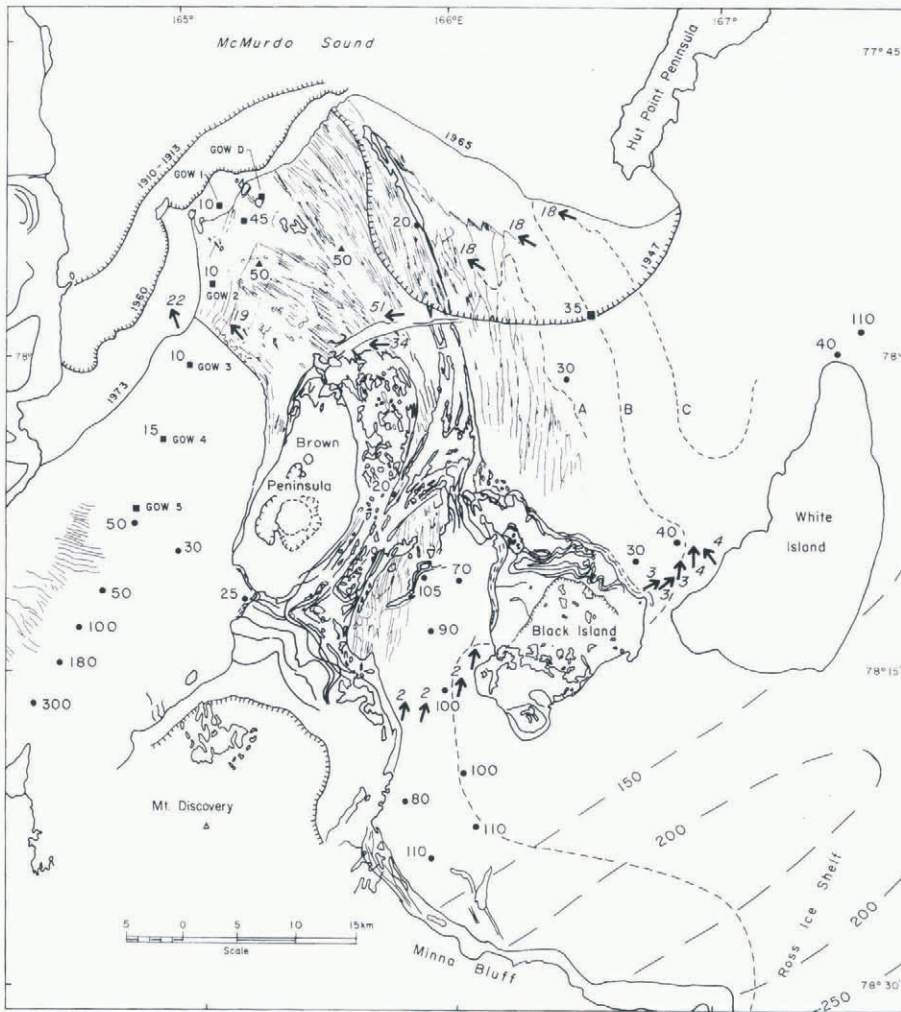 165°
166°E
167°
McMurdo Sound
77° 45'
Hut Point Peninsula
1910-1913
1965
GOW D
GOW 1
10
45
20
18
18
18
1947
50
50
10
GOW 2
1960
22
19
51
35
34
110
40
78°
10
GOW 3
30
1973
A
B
C
15
GOW 4
Brown
Peninsula
20
GOW 5
50
White
Island
40
30
30
4
4
3
3
3
70
105
50
25
100
90
Black Island
180
78° 15'
2
2
2
100
300
100
150
80
Mt. Discovery
110
200
110
Ross Ice Shelf
200
5 0 5 10 15km
Scale
Minna Bluff
78° 30'
250